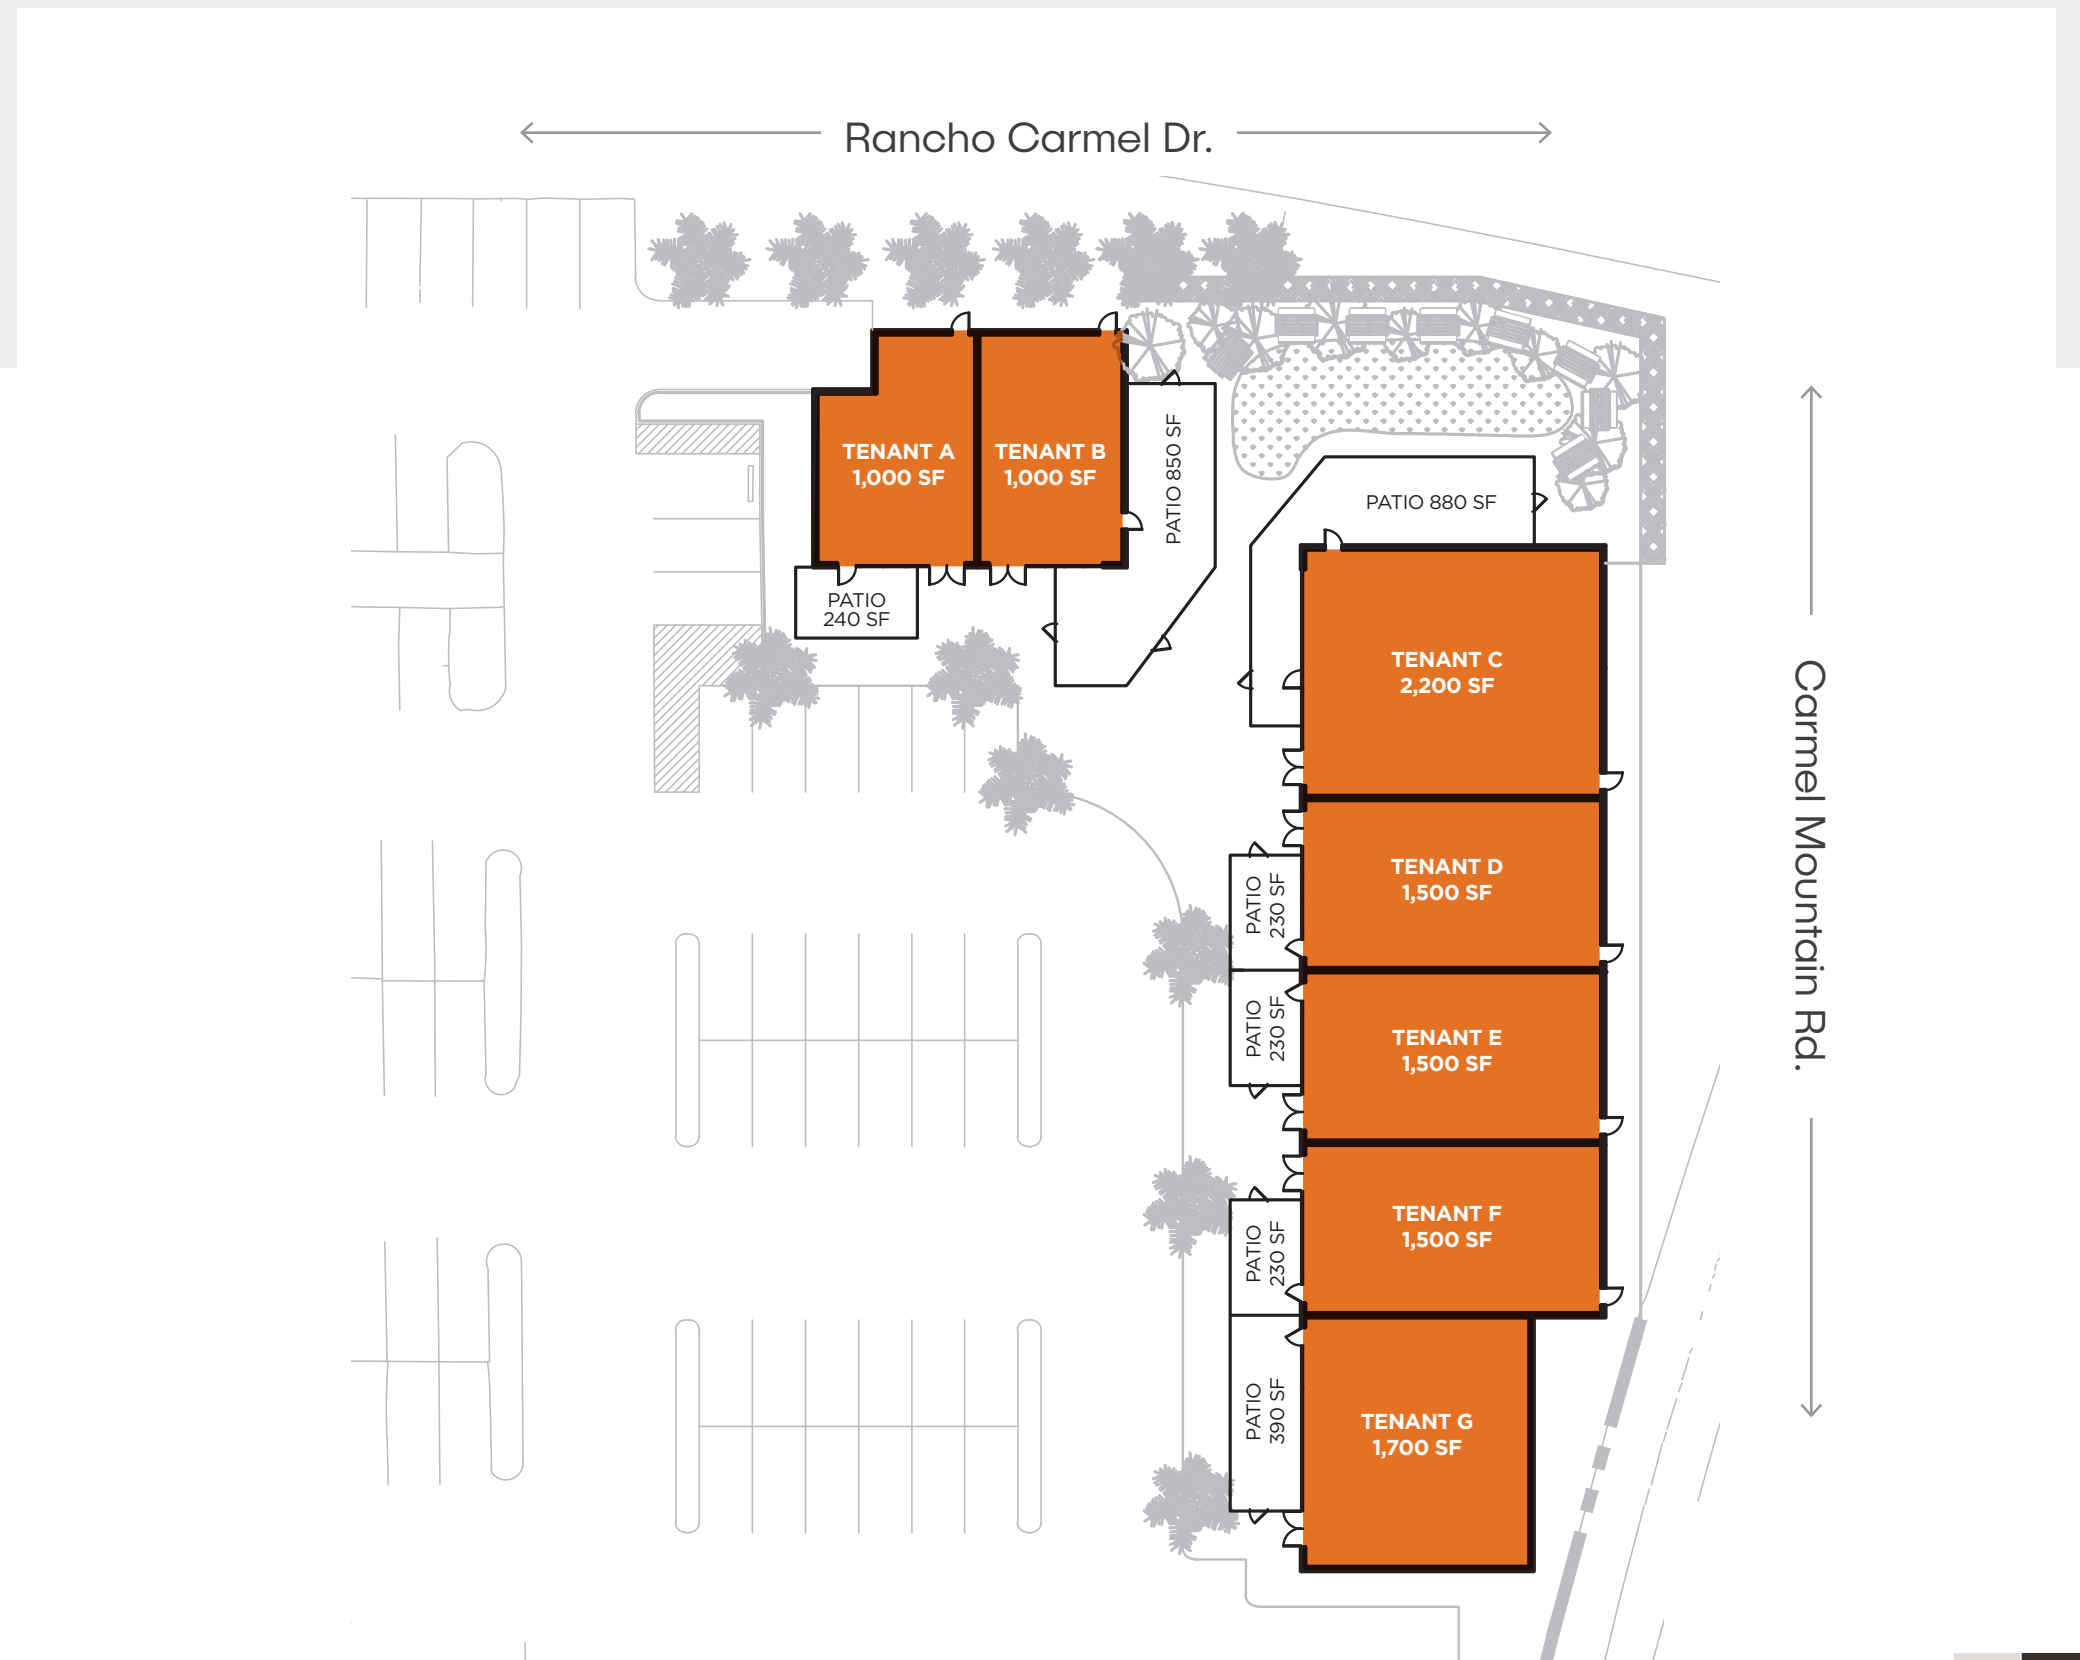 Rancho Carmel Dr.
TENANT A
1,000 SF
TENANT B
1,000 SF
PATIO 850 SF
PATIO 880 SF
PATIO
240 SF
TENANT C
2,200 SF
Carmel Mountain Rd.
TENANT D
1,500 SF
PATIO
230 SF
TENANT E
1,500 SF
PATIO
230 SF
TENANT F
1,500 SF
PATIO
230 SF
TENANT G
1,700 SF
PATIO
390 SF